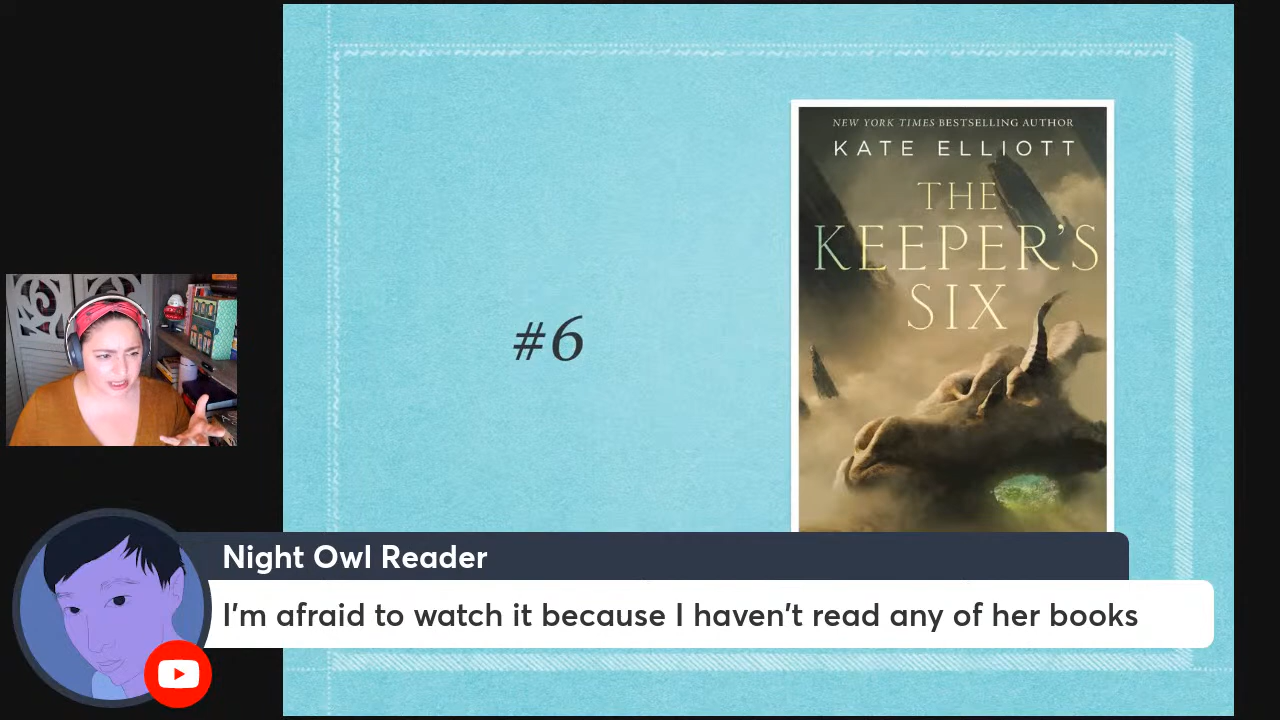 NEW YORK TIMES BESTSELLING AUTHOR
KATE ELLIOTT
THE
KEEPER'S
SIX
#6
Night Owl Reader
I'm afraid to watch it because I haven't read any of her books